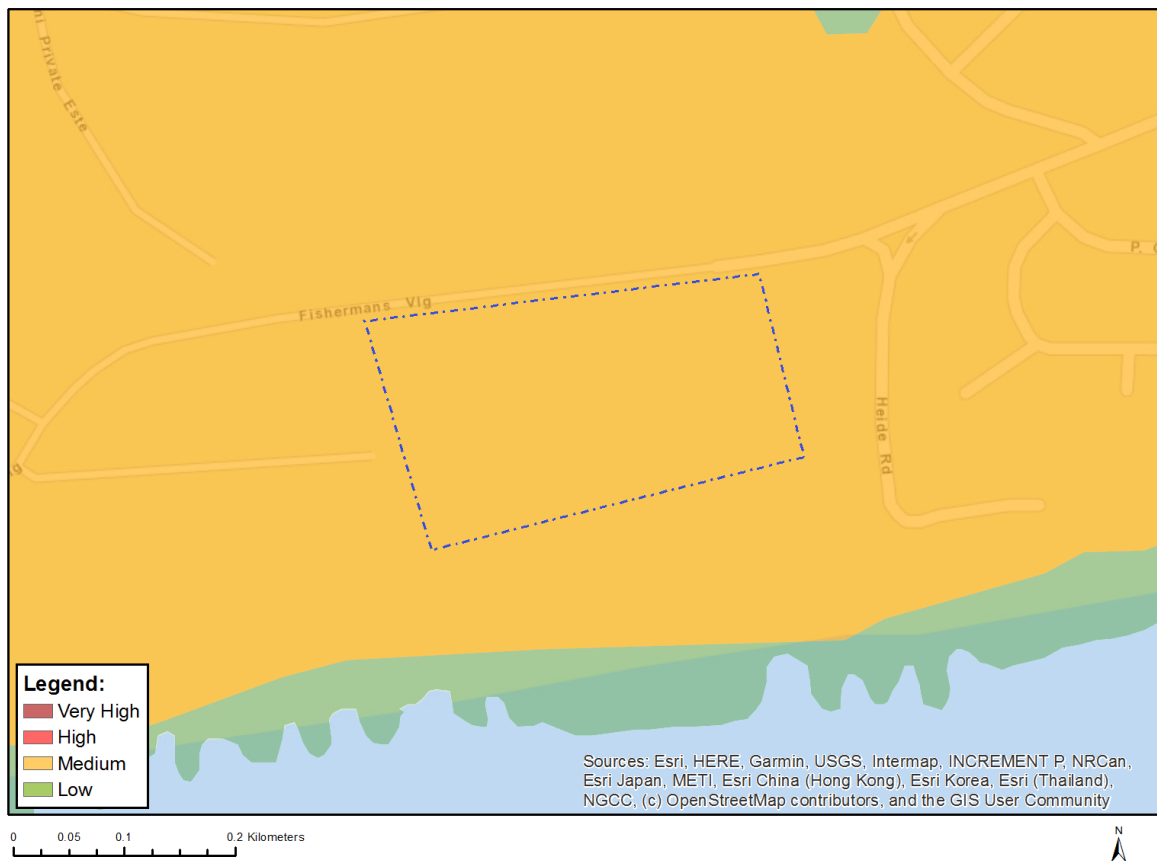 ni Private Este
Fishermans Vlg
P. C
Heide Rd
g
Legend:
Very High
High
Medium
Low
Sources: Esri, HERE, Garmin, USGS, Intermap, INCREMENT P, NRCan,
Esri Japan, METI, Esri China (Hong Kong), Esri Korea, Esri (Thailand),
NGCC, (c) OpenStreetMap contributors, and the GIS User Community
0 0.05 0.1 0.2 Kilometers
N